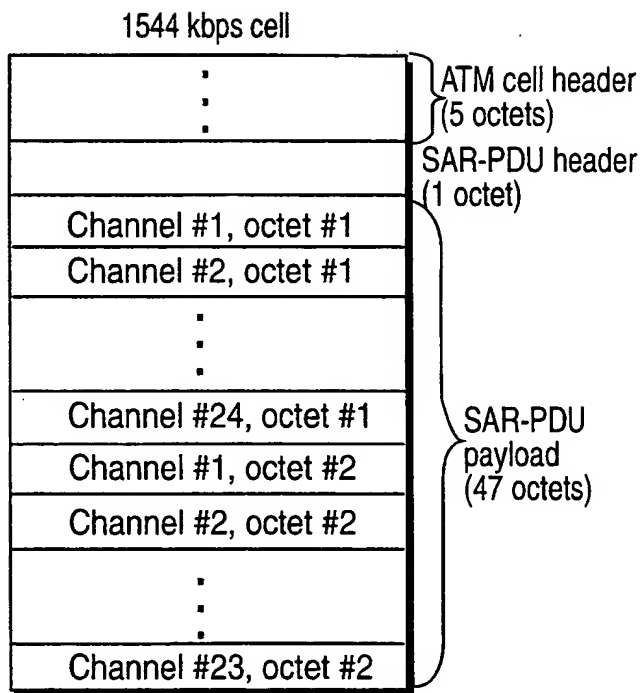 1544 kbps cell
ATM cell header
(5 octets)
SAR-PDU header
(1 octet)
Channel #1, octet #1
Channel #2, octet #1
Channel #24, octet #1
Channel #1, octet #2
Channel #2, octet #2
Channel #23, octet #2
SAR-PDU
payload
(47 octets)